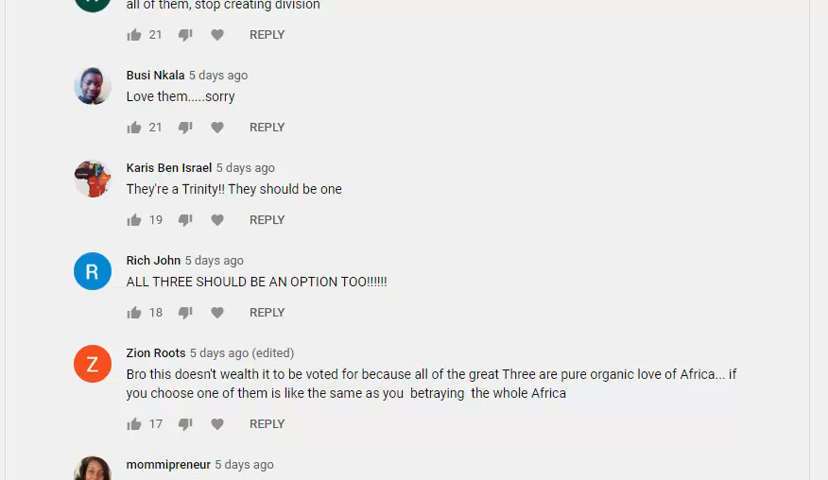 all of them, stop creating division
21 REPLY
Busi Nkala 5 days ago
Love them.....sorry
21 REPLY
Karis Ben Israel 5 days ago
They're a Trinity!! They should be one
19 REPLY
R
Rich John 5 days ago
ALL THREE SHOULD BE AN OPTION TOO!!!!!!
18 REPLY
Z
Zion Roots 5 days ago (edited)
Bro this doesn't wealth it to be voted for because all of the great Three are pure organic love of Africa... if
you choose one of them is like the same as you betraying the whole Africa
17 REPLY
mommipreneur 5 days ago